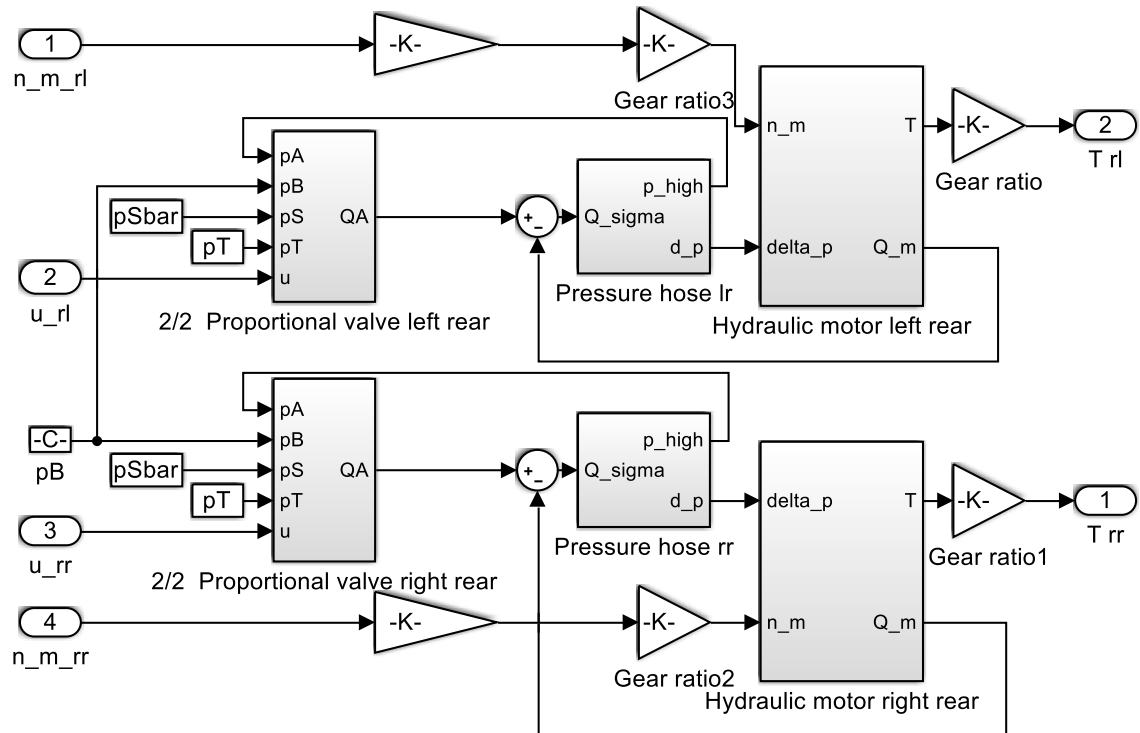 1
n_m_rl
-K-
-K-
Gear ratio3
n_m
T
delta_p
Q_m
Hydraulic motor left rear
-K-
Gear ratio
2
T rl
pA
pB
pS
pT
u
QA
2/2 Proportional valve left rear
pSbar
pT
2
u_rl
+
−
p_high
Q_sigma
d_p
Pressure hose lr
-C-
pB
pA
pB
pS
pT
u
QA
2/2 Proportional valve right rear
pSbar
pT
3
u_rr
+
−
p_high
Q_sigma
d_p
Pressure hose rr
delta_p
T
n_m
Q_m
Hydraulic motor right rear
-K-
Gear ratio1
1
T rr
4
n_m_rr
-K-
-K-
Gear ratio2